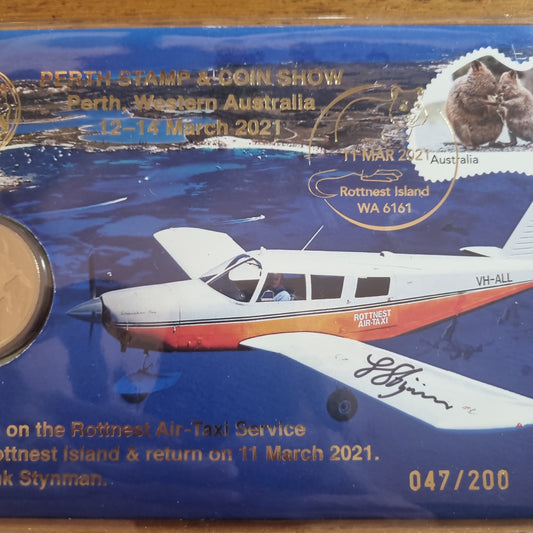 PERTH STAMP & COIN SHOW
Perth, Western Australia
12-14 March 2021
11 MAR 2021
Rottnest Island
WA 6161
Australia
VH-ALL
ROTTNEST
AIR-TAXI
on the Rottnest Air-Taxi Service
ottnest Island & return on 11 March 2021.
nk Stynman.
047/200